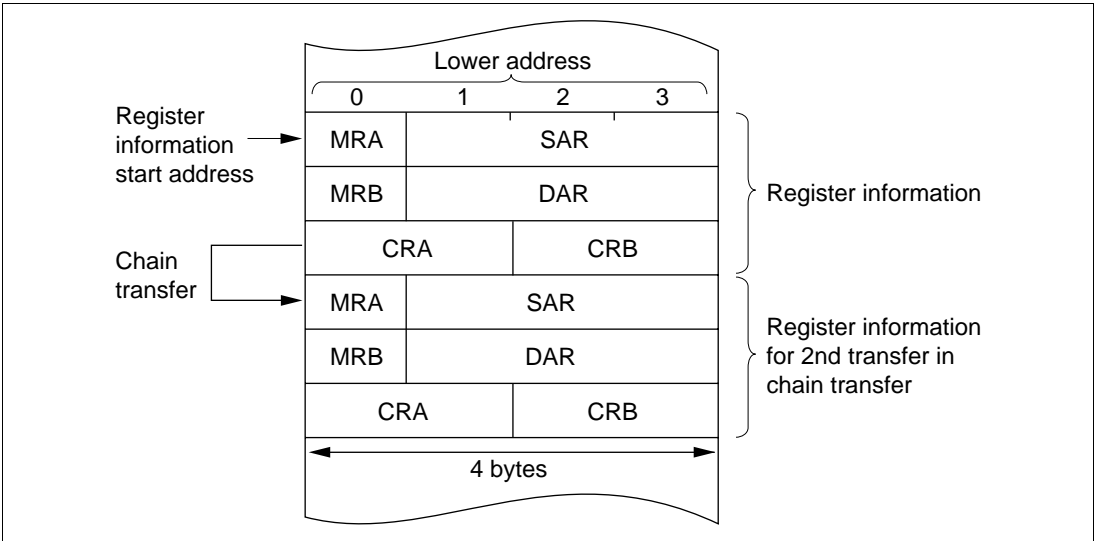 Lower address
0 1 2 3
Register
information
start address
MRA SAR
MRB DAR
Register information
CRA CRB
Chain
transfer
MRA SAR
MRB DAR
Register information
for 2nd transfer in
chain transfer
CRA CRB
4 bytes